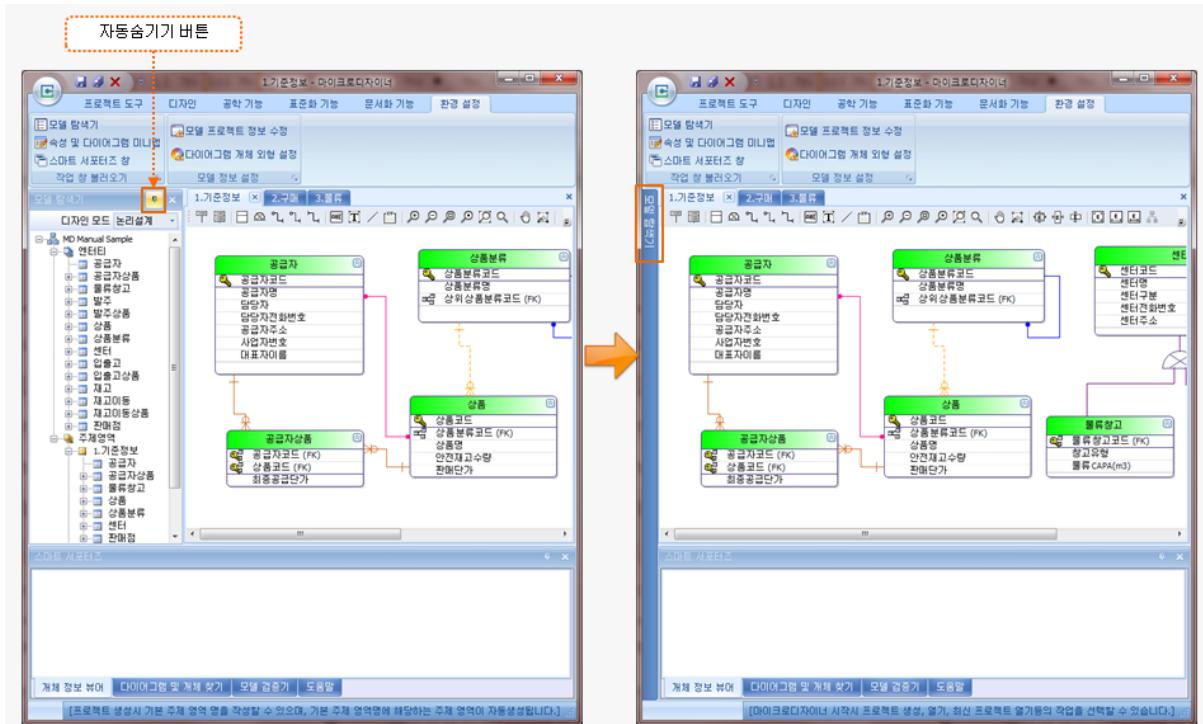 자동숨기기 버튼
1.기준정보 - 마이크로디자이너
프로젝트 도구 디자인 공학 기능 표준화 기능 문서화 기능 환경 설정
모델 탐색기
속성 및 다이어그램 미니맵
스마트 서포터즈 창
작업 창 불러오기
모델 프로젝트 정보 수정
다이어그램 개체 외형 설정
모델 정보 설정
모델 탐색기
1.기준정보 2.구매 3.물류
디자인 모드 논리설계
MD Manual Sample
엔터티
공급자
공급자상품
물류창고
발주
발주상품
상품
상품분류
센터
입출고
입출고상품
재고
재고이동
재고이동상품
판매점
주제영역
1.기준정보
공급자
공급자상품
물류창고
상품
상품분류
센터
판매점
공급자
공급자코드
공급자명
담당자
담당자전화번호
공급자주소
사업자번호
대표자이름
상품분류
상품분류코드
상품분류명
상위상품분류코드 (FK)
공급자상품
공급자코드 (FK)
상품코드 (FK)
최종공급단가
상품
상품코드
상품분류코드 (FK)
상품명
안전재고수량
판매단가
스마트 서포터즈
개체 정보 뷰어 다이어그램 및 개체 찾기 모델 검증기 도움말
[프로젝트 생성시 기본 주제 영역 명을 작성할 수 있으며, 기본 주제 영역명에 해당하는 주제 영역이 자동생성됩니다.]
1.기준정보 - 마이크로디자이너
프로젝트 도구 디자인 공학 기능 표준화 기능 문서화 기능 환경 설정
모델 탐색기
속성 및 다이어그램 미니맵
스마트 서포터즈 창
작업 창 불러오기
모델 프로젝트 정보 수정
다이어그램 개체 외형 설정
모델 정보 설정
모델 탐색기
1.기준정보 2.구매 3.물류
공급자
공급자코드
공급자명
담당자
담당자전화번호
공급자주소
사업자번호
대표자이름
상품분류
상품분류코드
상품분류명
상위상품분류코드 (FK)
센터
센터코드
센터명
센터구분
센터전화번호
센터주소
공급자상품
공급자코드 (FK)
상품코드 (FK)
최종공급단가
상품
상품코드
상품분류코드 (FK)
상품명
안전재고수량
판매단가
물류창고
물류창고코드 (FK)
창고유형
물류CAPA(m3)
스마트 서포터즈
개체 정보 뷰어 다이어그램 및 개체 찾기 모델 검증기 도움말
[마이크로디자이너 시작시 프로젝트 생성, 열기, 최신 프로젝트 열기등의 작업을 선택할 수 있습니다.]